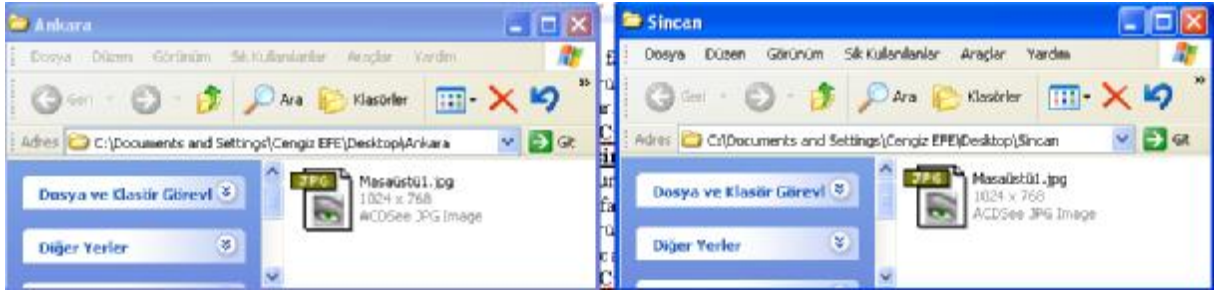 Ankara
Dosya Düzen Görünüm Sık Kullanılanlar Araçlar Yardım
Geri Ara Klasörler
Adres C:\Documents and Settings\Cengiz EFE\Desktop\Ankara Git
Dosya ve Klasör Görevl
Diğer Yerler
JPG
Masaüstü1.jpg
1024 x 768
ACDSee JPG Image
Sincan
Dosya Düzen Görünüm Sık Kullanılanlar Araçlar Yardım
Geri Ara Klasörler
Adres C:\Documents and Settings\Cengiz EFE\Desktop\Sincan Git
Dosya ve Klasör Görevl
Diğer Yerler
JPG
Masaüstü1.jpg
1024 x 768
ACDSee JPG Image